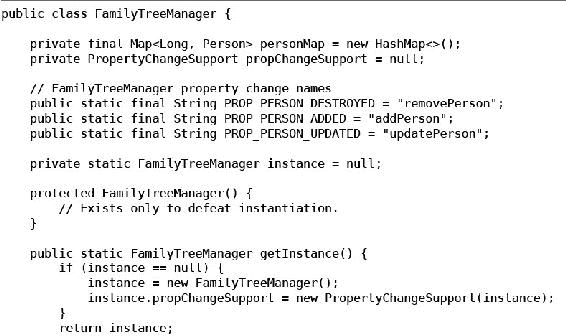 public class FamilyTreeManager {
private final Map<Long, Person> personMap = new HashMap<>();
private PropertyChangeSupport propChangeSupport = null;
// FamilyTreeManager property change names
public static final String PROP_PERSON_DESTROYED = "removePerson";
public static final String PROP_PERSON_ADDED = "addPerson";
public static final String PROP_PERSON_UPDATED = "updatePerson";
private static FamilyTreeManager instance = null;
protected FamilyTreeManager() {
// Exists only to defeat instantiation.
}
public static FamilyTreeManager getInstance() {
if (instance == null) {
instance = new FamilyTreeManager();
instance.propChangeSupport = new PropertyChangeSupport(instance);
}
return instance;